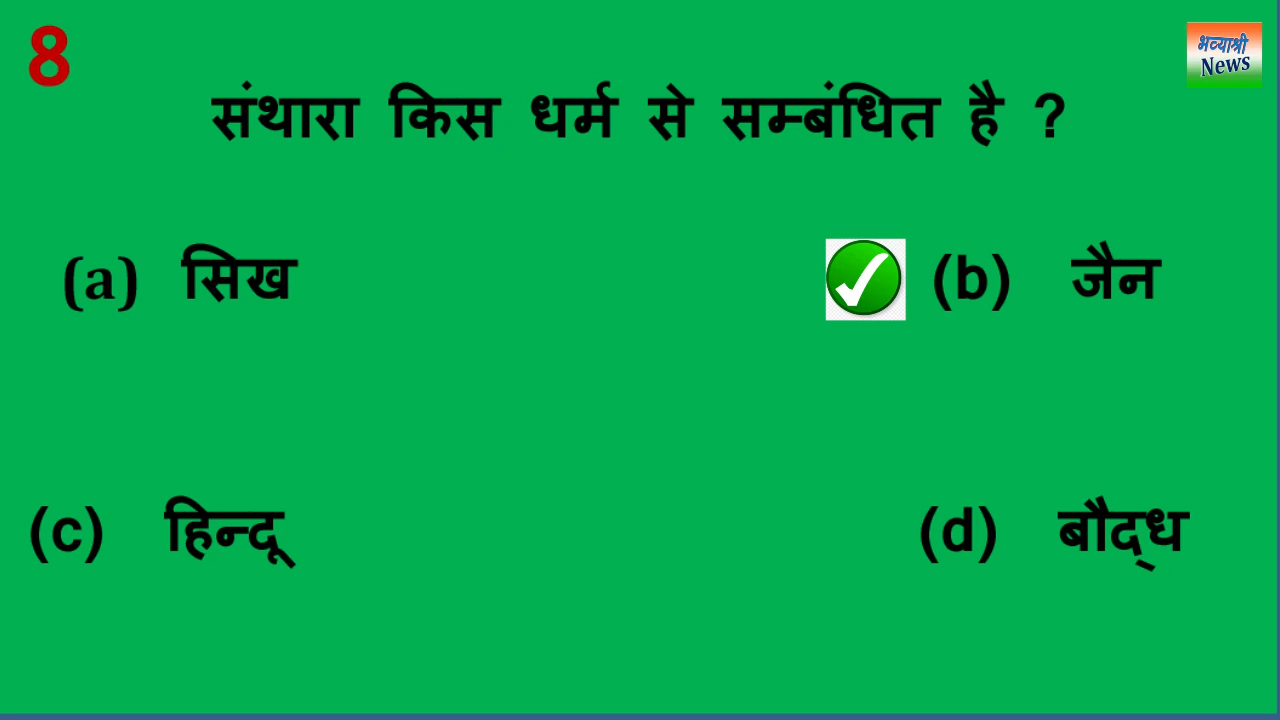 8
भव्याश्री
News
संथारा किस धर्म से सम्बंधित है ?
(a) सिख
(b) जैन
(c) हिन्दू
(d) बौद्ध